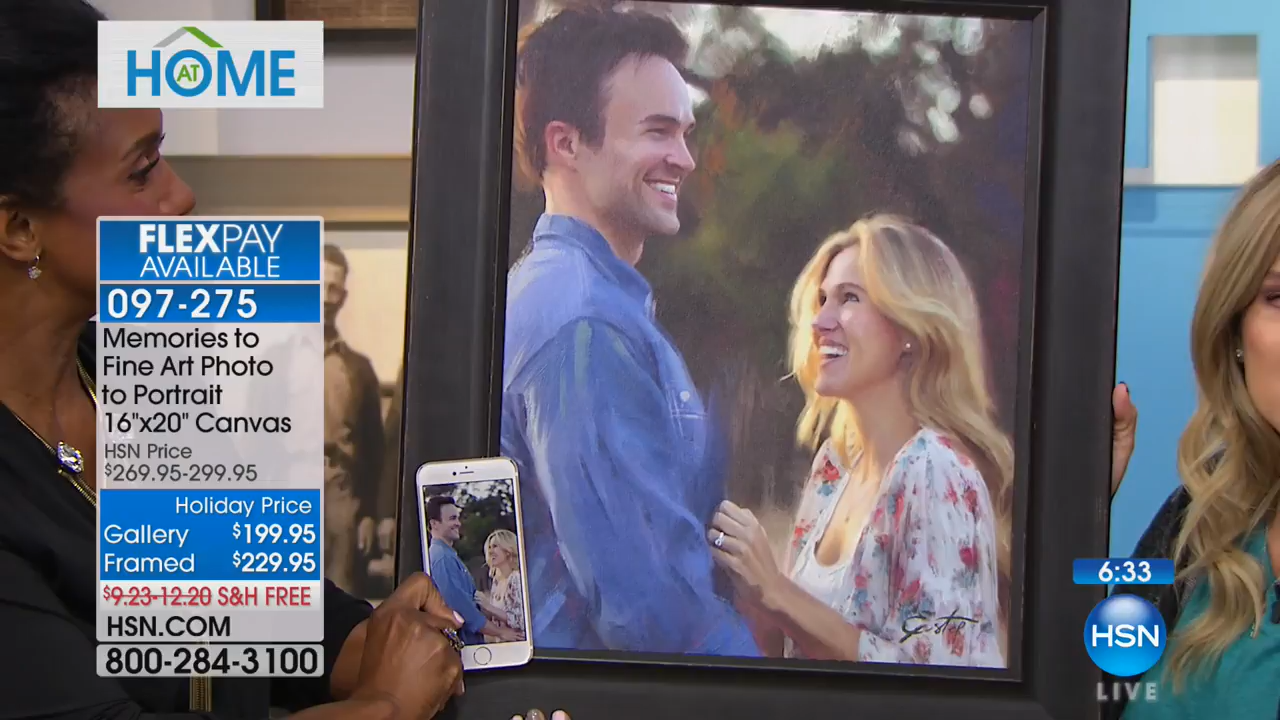 AT
HOME
FLEXPAY
AVAILABLE
097-275
Memories to
Fine Art Photo
to Portrait
16"x20" Canvas
HSN Price
$269.95-299.95
Holiday Price
Gallery $199.95
Framed $229.95
$9.23-12.20 S&H FREE
HSN.COM
800-284-3100
6:33
HSN
LIVE